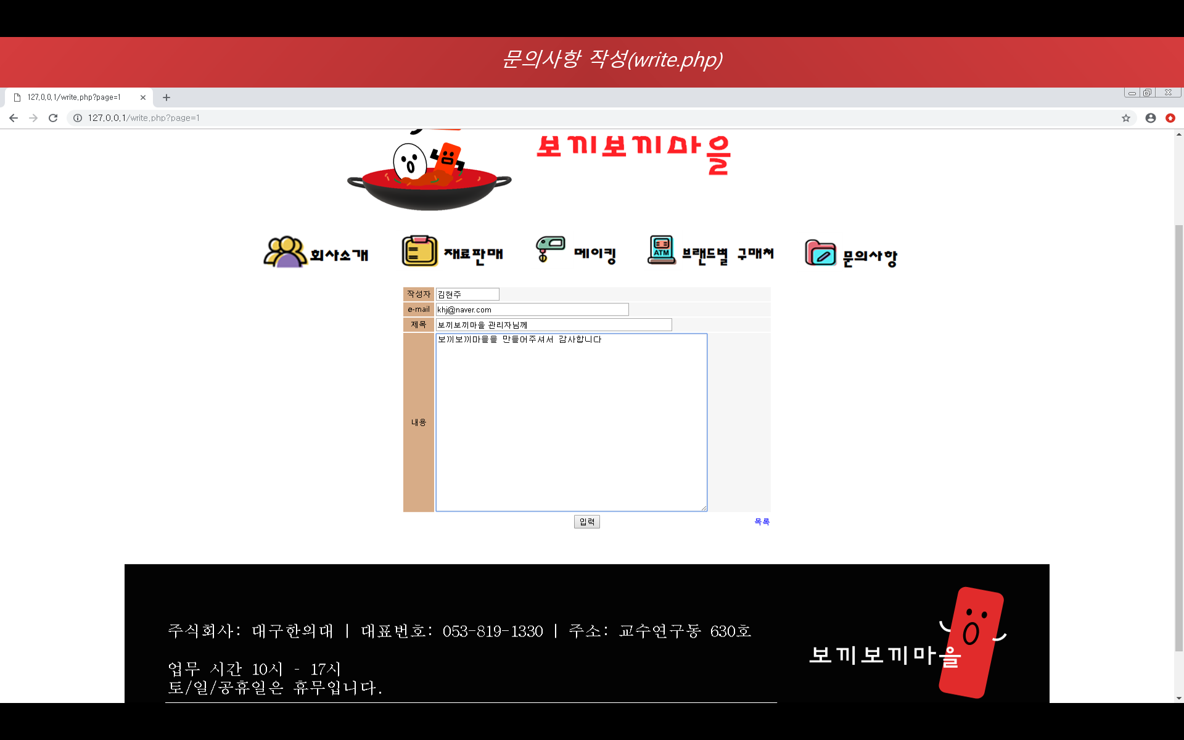 문의사항 작성(write.php)
127.0.0.1/write.php?page=1
127.0.0.1/write.php?page=1
보끼보끼마을
회사소개 재료판매 메이킹 ATM 브랜드별 구매처 문의사항
작성자 김현주
e-mail khj@naver.com
제목 보끼보끼마을 관리자님께
내용 보끼보끼마을을 만들어주셔서 감사합니다
입력 목록
주식회사: 대구한의대 | 대표번호: 053-819-1330 | 주소: 교수연구동 630호
보끼보끼마을
업무 시간 10시 - 17시
토/일/공휴일은 휴무입니다.